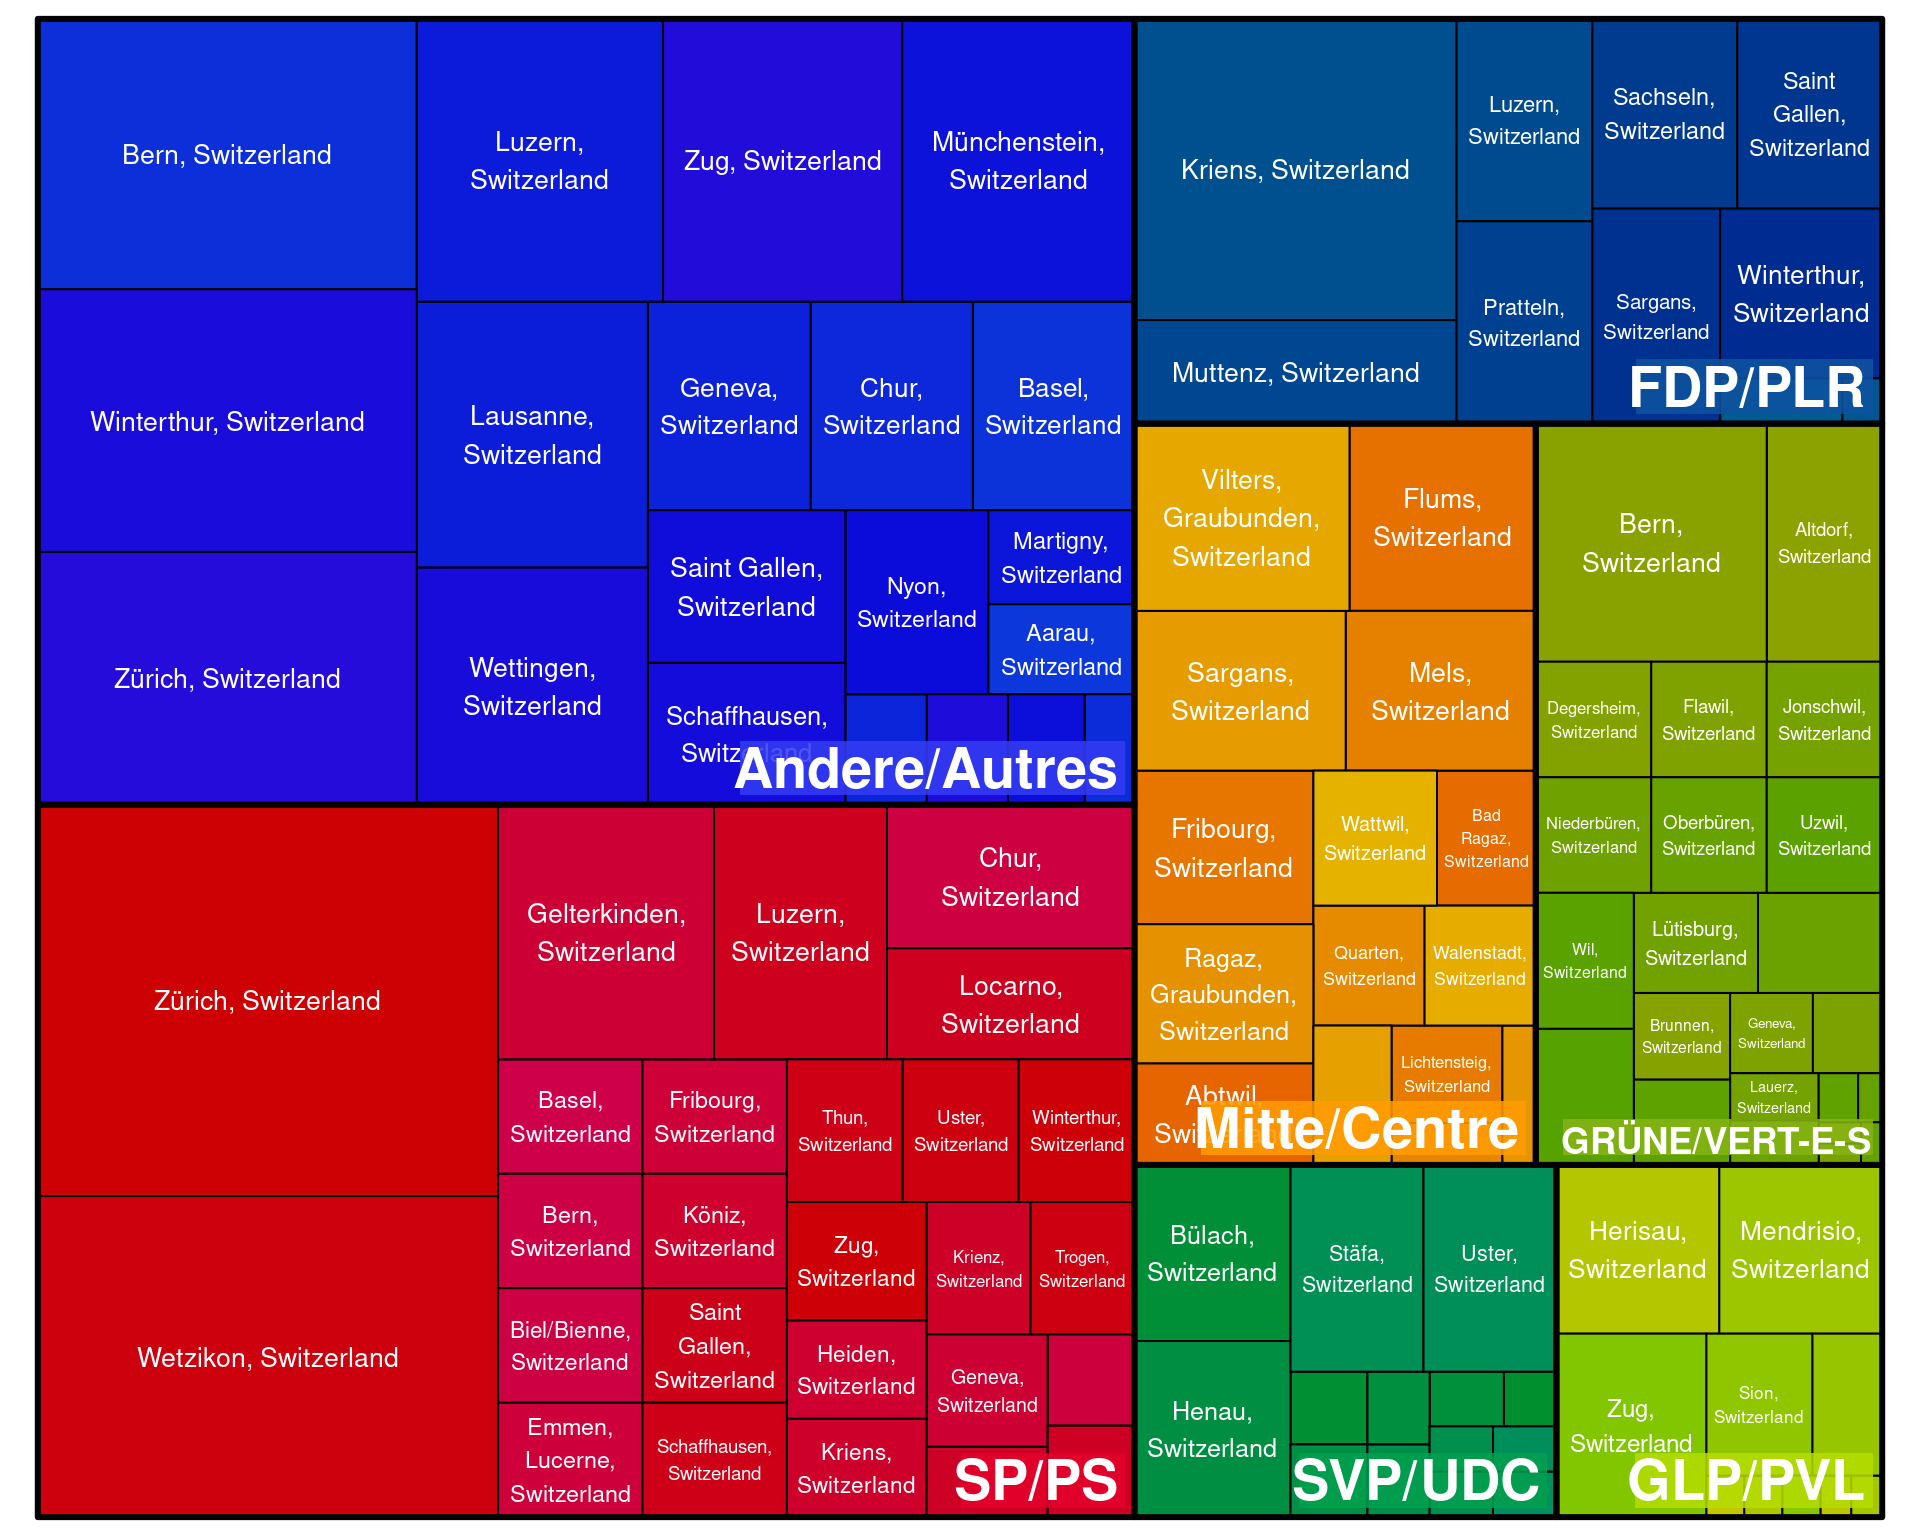 Bern, Switzerland
Luzern,
Switzerland
Zug, Switzerland
Münchenstein,
Switzerland
Winterthur, Switzerland
Lausanne,
Switzerland
Geneva,
Switzerland
Chur,
Switzerland
Basel,
Switzerland
Zürich, Switzerland
Wettingen,
Switzerland
Saint Gallen,
Switzerland
Nyon,
Switzerland
Martigny,
Switzerland
Aarau,
Switzerland
Schaffhausen,
Switzerland
Andere/Autres
Kriens, Switzerland
Muttenz, Switzerland
Luzern,
Switzerland
Sachseln,
Switzerland
Saint
Gallen,
Switzerland
Pratteln,
Switzerland
Sargans,
Switzerland
Winterthur,
Switzerland
FDP/PLR
Vilters,
Graubunden,
Switzerland
Flums,
Switzerland
Sargans,
Switzerland
Mels,
Switzerland
Fribourg,
Switzerland
Wattwil,
Switzerland
Bad
Ragaz,
Switzerland
Ragaz,
Graubunden,
Switzerland
Quarten,
Switzerland
Walenstadt,
Switzerland
Abtwil,
Lichtensteig,
Switzerland
Mitte/Centre
Bern,
Switzerland
Altdorf,
Switzerland
Degersheim,
Switzerland
Flawil,
Switzerland
Jonschwil,
Switzerland
Niederbüren,
Switzerland
Oberbüren,
Switzerland
Uzwil,
Switzerland
Wil,
Switzerland
Lütisburg,
Switzerland
Brunnen,
Switzerland
Geneva,
Switzerland
Lauerz,
Switzerland
GRÜNE/VERT-E-S
Zürich, Switzerland
Wetzikon, Switzerland
Gelterkinden,
Switzerland
Luzern,
Switzerland
Chur,
Switzerland
Locarno,
Switzerland
Basel,
Switzerland
Fribourg,
Switzerland
Thun,
Switzerland
Uster,
Switzerland
Winterthur,
Switzerland
Bern,
Switzerland
Köniz,
Switzerland
Zug,
Switzerland
Krienz,
Switzerland
Trogen,
Switzerland
Biel/Bienne,
Switzerland
Saint
Gallen,
Switzerland
Heiden,
Switzerland
Geneva,
Switzerland
Emmen,
Lucerne,
Switzerland
Schaffhausen,
Switzerland
Kriens,
Switzerland
SP/PS
Bülach,
Switzerland
Stäfa,
Switzerland
Uster,
Switzerland
Henau,
Switzerland
SVP/UDC
Herisau,
Switzerland
Mendrisio,
Switzerland
Zug,
Switzerland
Sion,
Switzerland
GLP/PVL